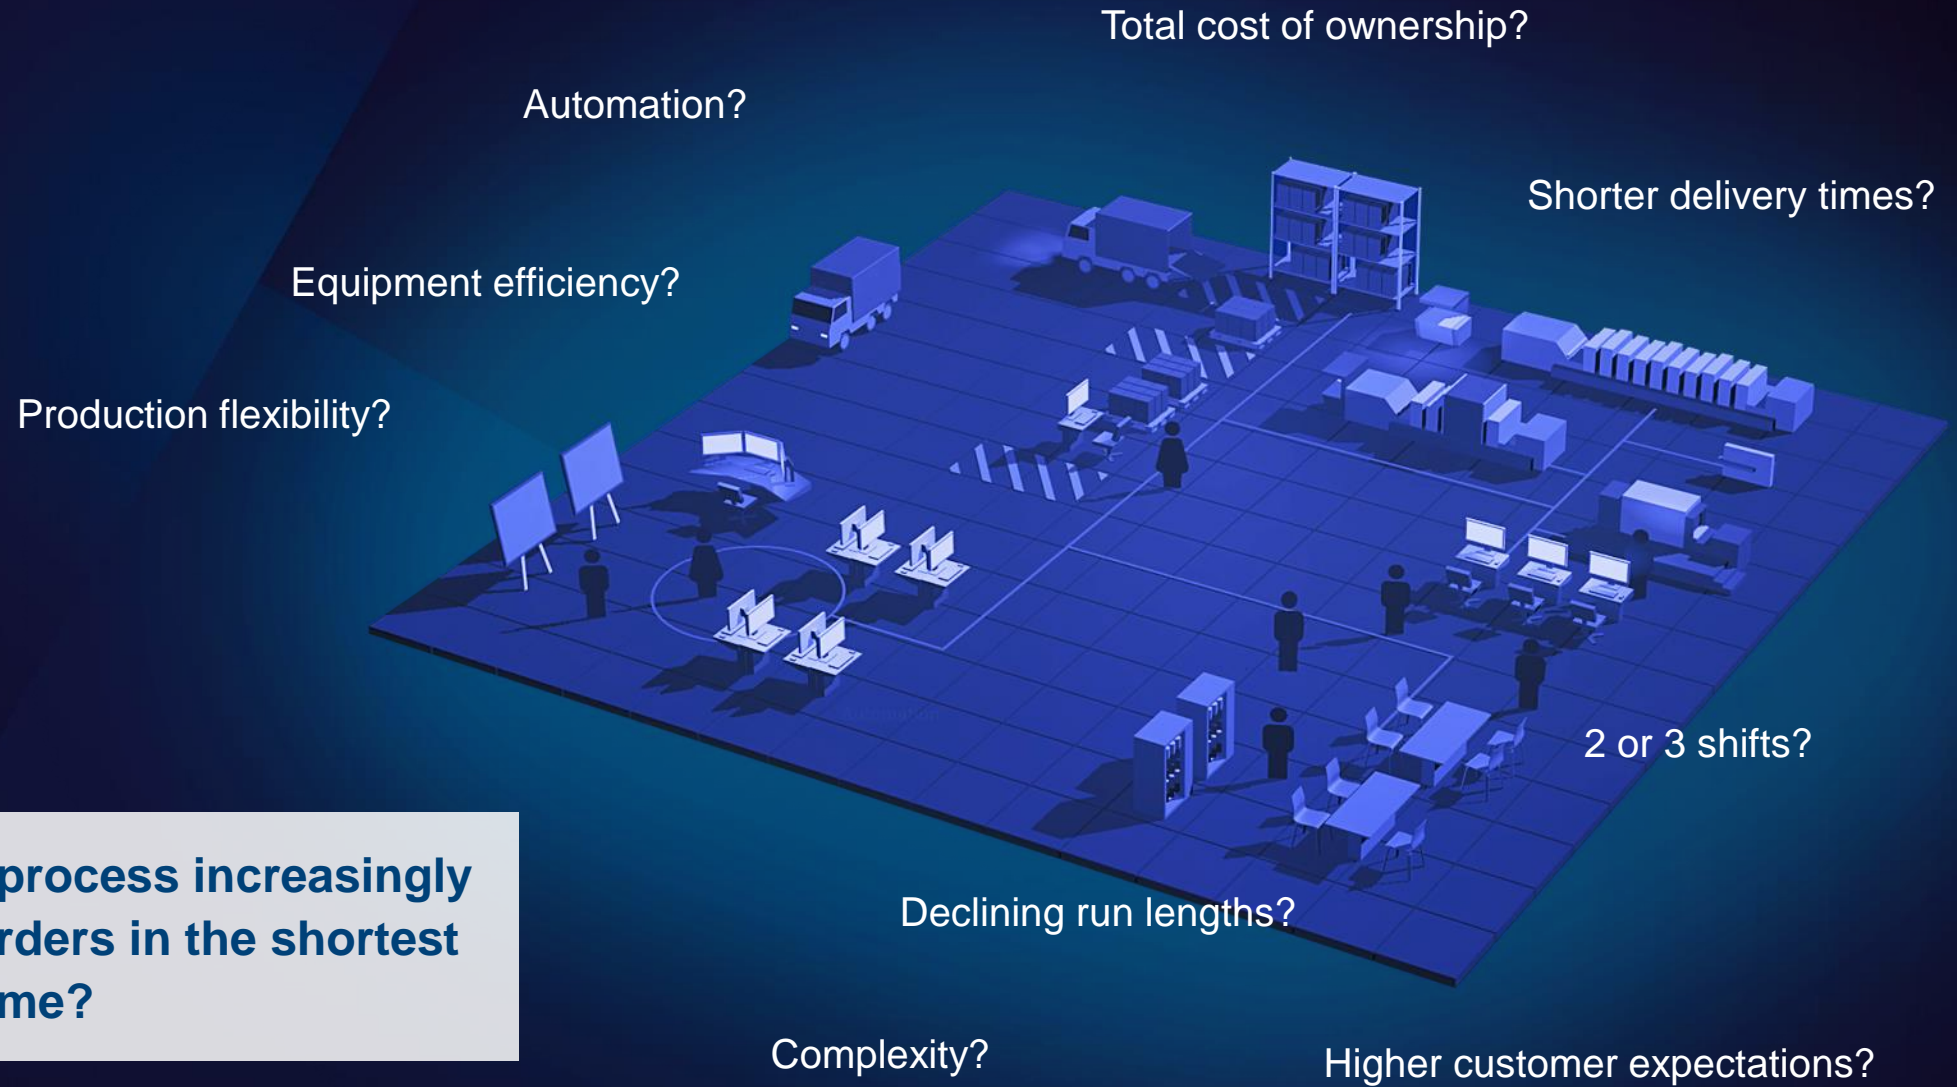 Total cost of ownership?
Automation?
Shorter delivery times?
Equipment efficiency?
Production flexibility?
2 or 3 shifts?
process increasingly
rders in the shortest
me?
Declining run lengths?
Complexity?
Higher customer expectations?